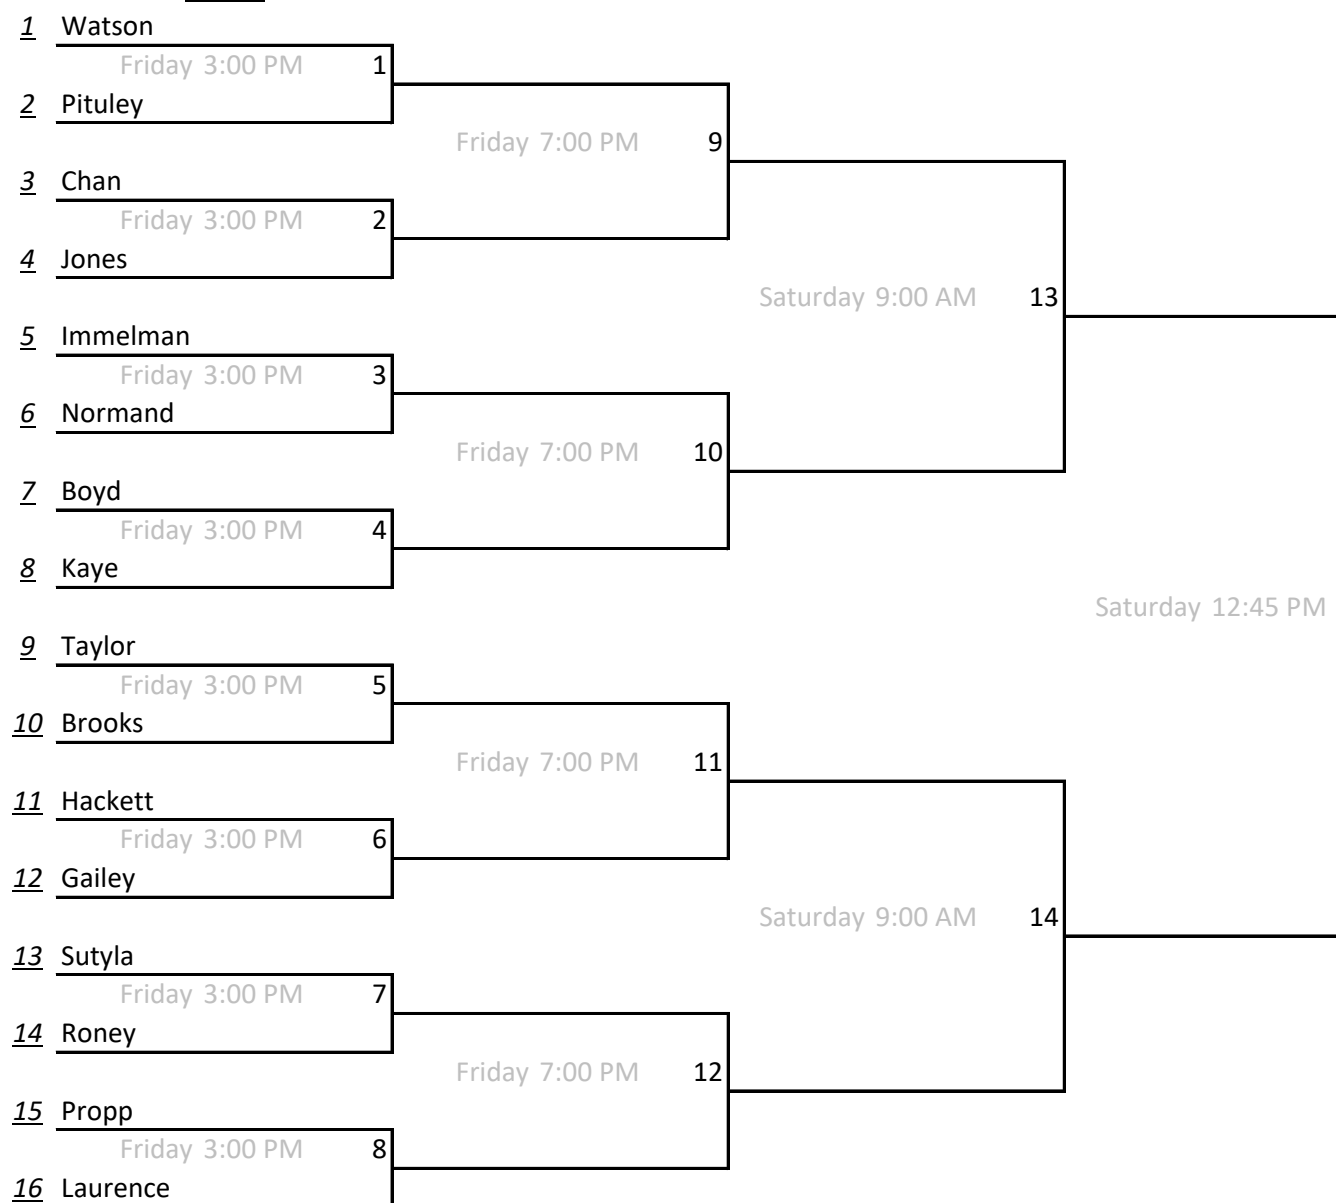 1 Watson
Friday 3:00 PM 1
2 Pituley
Friday 7:00 PM 9
3 Chan
Friday 3:00 PM 2
4 Jones
Saturday 9:00 AM 13
5 Immelman
Friday 3:00 PM 3
6 Normand
Friday 7:00 PM 10
7 Boyd
Friday 3:00 PM 4
8 Kaye
Saturday 12:45 PM
9 Taylor
Friday 3:00 PM 5
10 Brooks
Friday 7:00 PM 11
11 Hackett
Friday 3:00 PM 6
12 Gailey
Saturday 9:00 AM 14
13 Sutyla
Friday 3:00 PM 7
14 Roney
Friday 7:00 PM 12
15 Propp
Friday 3:00 PM 8
16 Laurence